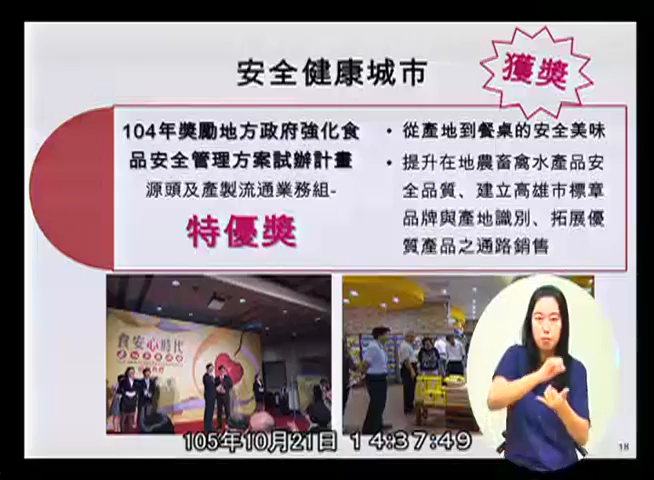 安全健康城市
獲獎
104年獎勵地方政府強化食
品安全管理方案試辦計畫
源頭及產製流通業務組-
特優獎
• 從產地到餐桌的安全美味
• 提升在地農畜禽水產品安
全品質、建立高雄市標章
品牌與產地識別、拓展優
質產品之通路銷售
食安心時代
105年10月21日 14:37:49
18